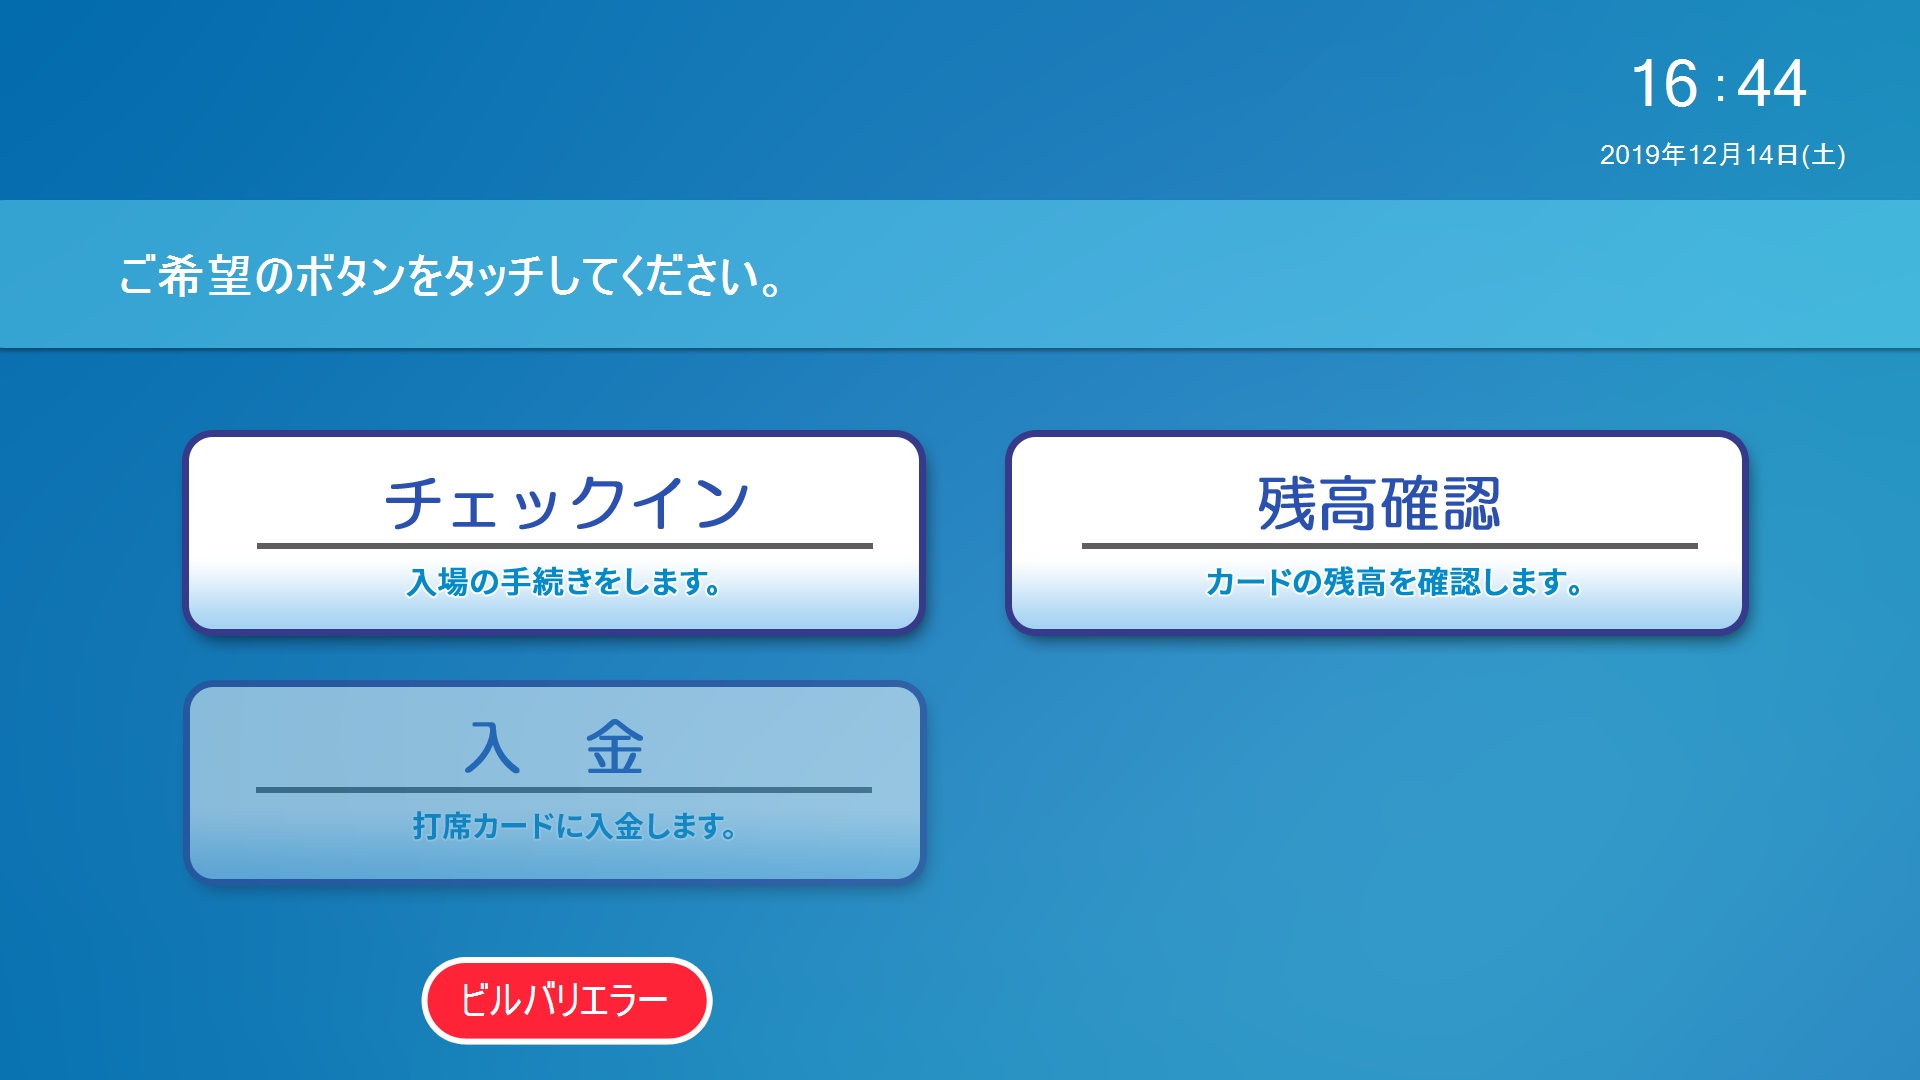 16:44
2019年12月14日(土)
ご希望のボタンをタッチしてください。
チェックイン
入場の手続きをします。
残高確認
カードの残高を確認します。
入　金
打席カードに入金します。
ビルバリエラー